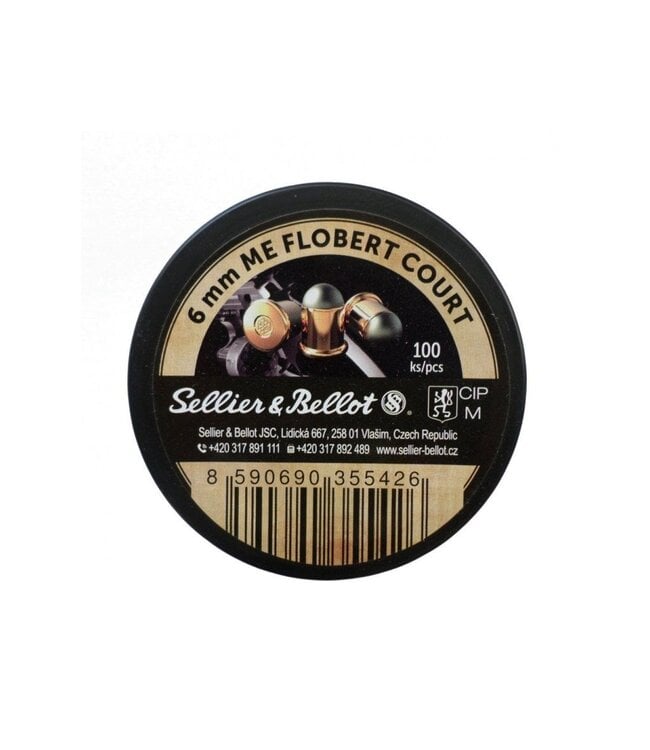 6 mm ME FLOBERT COURT
100
ks/pcs
Sellier & Bellot
®
CIP
M
Sellier & Bellot JSC, Lidická 667, 258 01 Vlašim, Czech Republic
+420 317 891 111 +420 317 892 489 www.sellier-bellot.cz
8 590690 355426